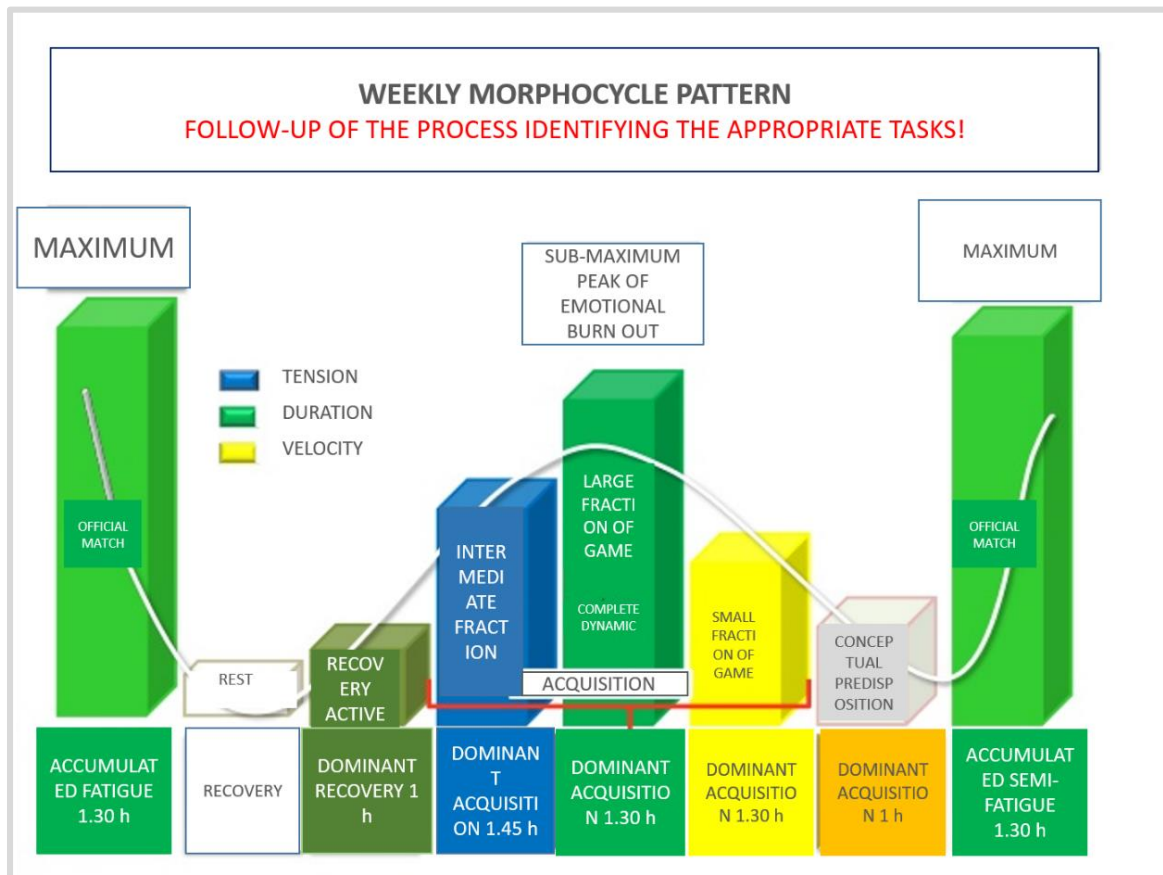 WEEKLY MORPHOCYCLE PATTERN
FOLLOW-UP OF THE PROCESS IDENTIFYING THE APPROPRIATE TASKS!
MAXIMUM
SUB-MAXIMUM
PEAK OF
EMOTIONAL
BURN OUT
MAXIMUM
TENSION
DURATION
VELOCITY
OFFICIAL
MATCH
REST
RECOV
ERY
ACTIVE
INTER
MEDI
ATE
FRACT
ION
LARGE
FRACTI
ON OF
GAME
COMPLETE
DYNAMIC
SMALL
FRACTI
ON OF
GAME
CONCEP
TUAL
PREDISP
OSITION
OFFICIAL
MATCH
ACQUISITION
ACCUMULAT
ED FATIGUE
1.30 h
RECOVERY
DOMINANT
RECOVERY 1
h
DOMINAN
T
ACQUISITI
ON 1.45 h
DOMINANT
ACQUISITIO
N 1.30 h
DOMINANT
ACQUISITIO
N 1.30 h
DOMINANT
ACQUISITIO
N 1 h
ACCUMULAT
ED SEMI-
FATIGUE
1.30 h